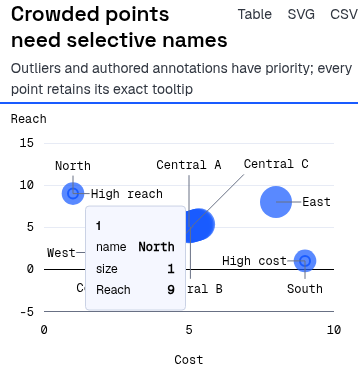 Crowded points
need selective names
Table SVG CSV
Outliers and authored annotations have priority; every
point retains its exact tooltip
Reach
15
North
Central A
Central C
10
High reach
East
1
name North
size 1
Reach 9
5
West
High cost
0
ral B
South
-5
0 5 10
Cost